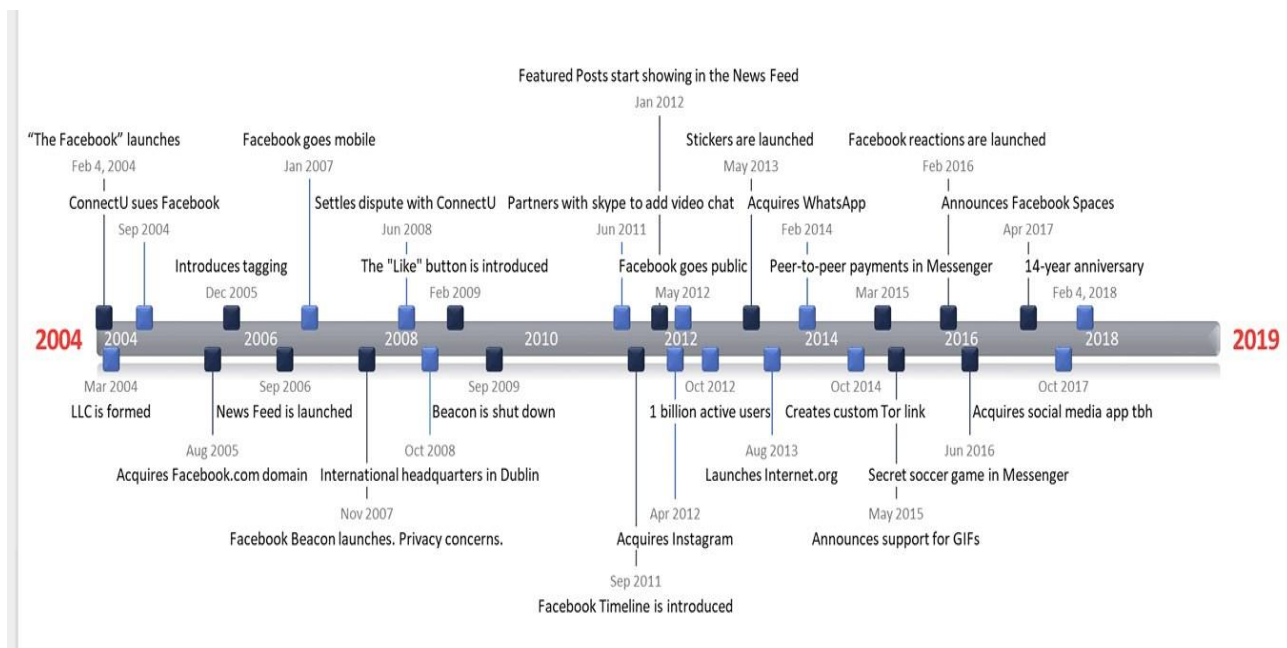 Featured Posts start showing in the News Feed
Jan 2012
“The Facebook” launches
Feb 4, 2004
Facebook goes mobile
Jan 2007
Stickers are launched
May 2013
Facebook reactions are launched
Feb 2016
ConnectU sues Facebook
Sep 2004
Settles dispute with ConnectU
Jun 2008
Partners with skype to add video chat
Jun 2011
Acquires WhatsApp
Feb 2014
Announces Facebook Spaces
Apr 2017
Introduces tagging
Dec 2005
The "Like" button is introduced
Feb 2009
Facebook goes public
May 2012
Peer-to-peer payments in Messenger
Mar 2015
14-year anniversary
Feb 4, 2018
2004
2004
2006
2008
2010
2012
2014
2016
2018
2019
Mar 2004
LLC is formed
Sep 2006
News Feed is launched
Sep 2009
Beacon is shut down
Oct 2012
1 billion active users
Oct 2014
Creates custom Tor link
Oct 2017
Acquires social media app tbh
Aug 2005
Acquires Facebook.com domain
Oct 2008
International headquarters in Dublin
Aug 2013
Launches Internet.org
Jun 2016
Secret soccer game in Messenger
Nov 2007
Facebook Beacon launches. Privacy concerns.
Apr 2012
Acquires Instagram
May 2015
Announces support for GIFs
Sep 2011
Facebook Timeline is introduced